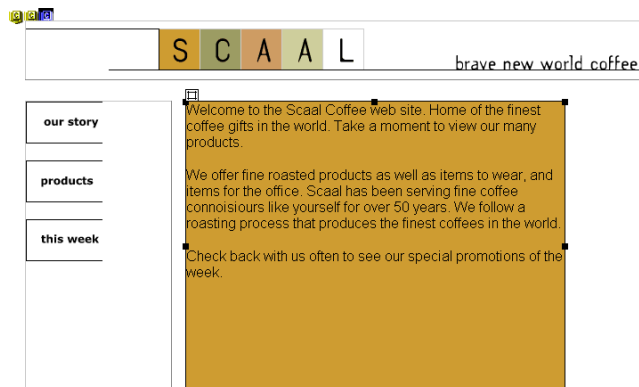 SCAAL
brave new world coffee
our story
products
this week
Welcome to the Scaal Coffee web site. Home of the finest
coffee gifts in the world. Take a moment to view our many
products.
We offer fine roasted products as well as items to wear, and
items for the office. Scaal has been serving fine coffee
connoisiours like yourself for over 50 years. We follow a
roasting process that produces the finest coffees in the world.
Check back with us often to see our special promotions of the
week.